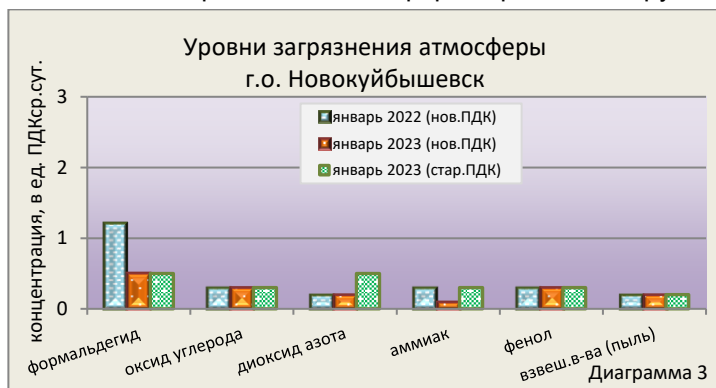 Уровни загрязнения атмосферы
г.о. Новокуйбышевск
концентрация, в ед. ПДКср.сут.
3
2
1
0
январь 2022 (нов.ПДК)
январь 2023 (нов.ПДК)
январь 2023 (стар.ПДК)
формальдегид
оксид углерода
диоксид азота
аммиак
фенол
взвеш.в-ва (пыль)
Диаграмма 3